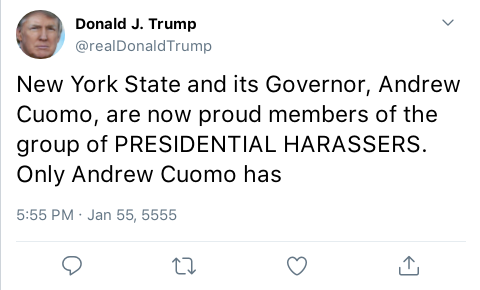 Donald J. Trump
@realDonaldTrump
New York State and its Governor, Andrew
Cuomo, are now proud members of the
group of PRESIDENTIAL HARASSERS.
Only Andrew Cuomo has
5:55 PM · Jan 55, 5555